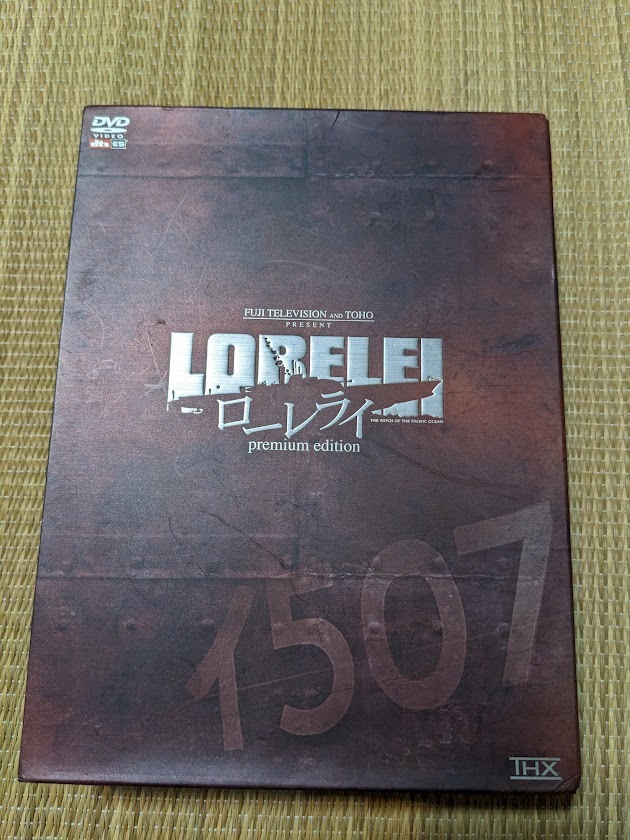 DVD
VIDEO
dts
FUJI TELEVISION AND TOHO
PRESENT
LORELEI
ローレライ
THE WITCH OF THE PACIFIC OCEAN
premium edition
イ507
THX